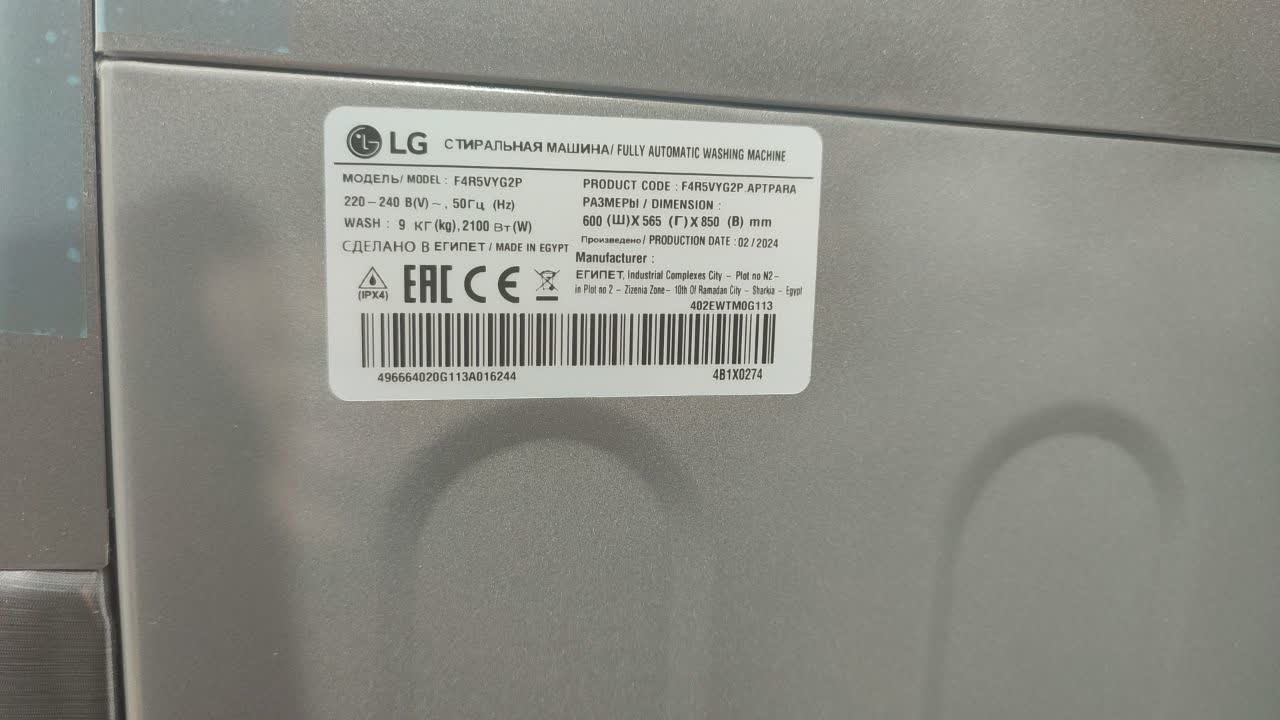 LG СТИРАЛЬНАЯ МАШИНА/ FULLY AUTOMATIC WASHING MACHINE
МОДЕЛЬ/ MODEL : F4R5VYG2P
220-240 В(V) ~, 50Гц (Hz)
WASH : 9 КГ(kg), 2100 Вт(W)
СДЕЛАНО В ЕГИПЕТ / MADE IN EGYPT
PRODUCT CODE : F4R5VYG2P.APTPARA
РАЗМЕРЫ / DIMENSION :
600 (Ш)X 565 (Г)X 850 (В) mm
Произведено/ PRODUCTION DATE : 02/2024
Manufacturer :
ЕГИПЕТ, Industrial Complexes City - Plot no N2-
in Plot no 2 - Zizenia Zone- 10th Of Ramadan City - Sharkia - Egypt
(IPX4) EAC CE
402EWTM0G113
496664020G113A016244 4B1X0274